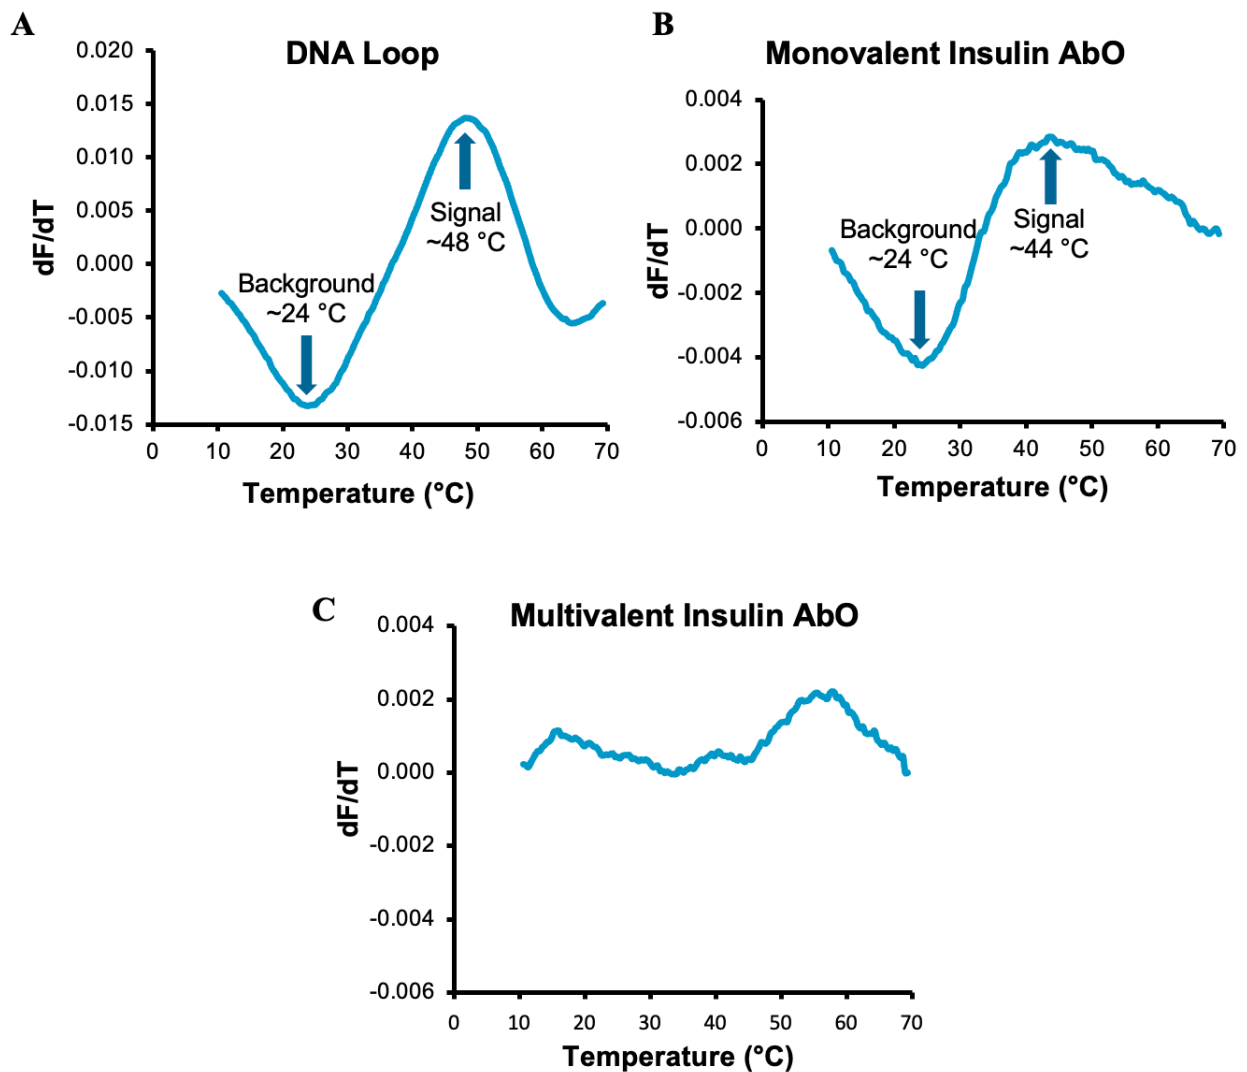 A
DNA Loop
0.020
0.015
0.010
0.005
0.000
-0.005
-0.010
-0.015
dF/dT
Signal
~48 °C
Background
~24 °C
0 10 20 30 40 50 60 70
Temperature (°C)
B
Monovalent Insulin AbO
0.004
0.002
0.000
-0.002
-0.004
-0.006
dF/dT
Background
~24 °C
Signal
~44 °C
0 10 20 30 40 50 60 70
Temperature (°C)
C
Multivalent Insulin AbO
0.004
0.002
0.000
-0.002
-0.004
-0.006
dF/dT
0 10 20 30 40 50 60 70
Temperature (°C)